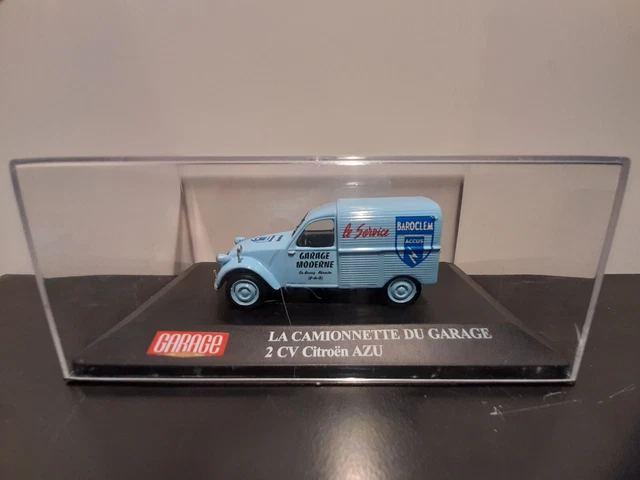 Le Service
BAROCLEM
ACCUS
GARAGE
MODERNE
GARAGE
LA CAMIONNETTE DU GARAGE
2 CV Citroën AZU